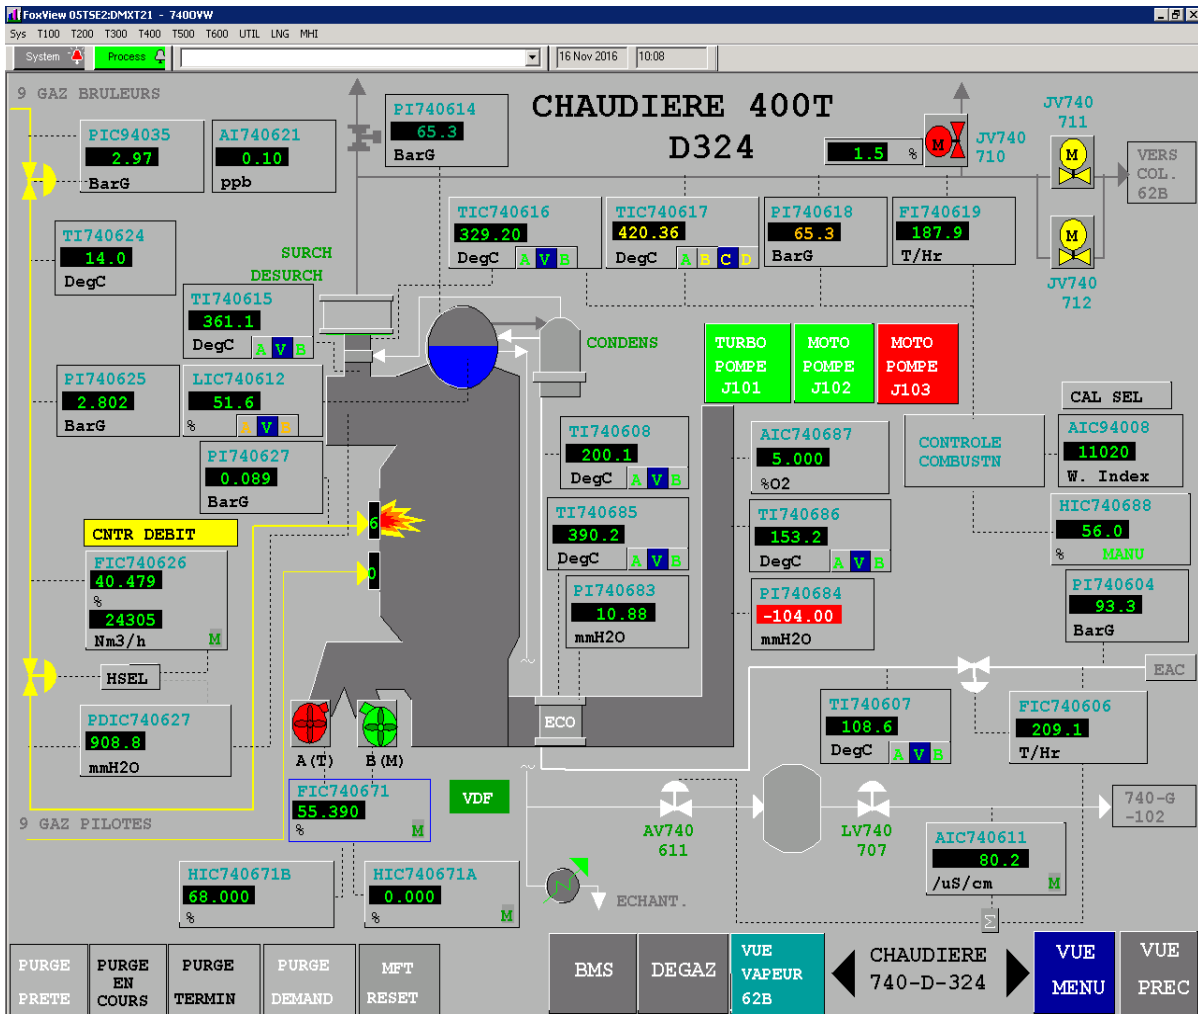 FoxView 05TSE2:DMXT21 - 740OVW
Sys T100 T200 T300 T400 T500 T600 UTIL LNG MHI
System Process 16 Nov 2016 10:08
9 GAZ BRULEURS
PIC94035
2.97
BarG
AI740621
0.10
ppb
PI740614
65.3
BarG
CHAUDIERE 400T
D324
1.5 %
M
JV740
710
JV740
711
M
VERS
COL.
62B
M
JV740
712
TI740624
14.0
DegC
SURCH
DESURCH
TIC740616
329.20
DegC A V B
TIC740617
420.36
DegC A B C D
PI740618
65.3
BarG
FI740619
187.9
T/Hr
TI740615
361.1
DegC A V B
CONDENS
TURBO
POMPE
J101
MOTO
POMPE
J102
MOTO
POMPE
J103
PI740625
2.802
BarG
LIC740612
51.6
% A V B
CAL SEL
TI740608
200.1
DegC A V B
AIC740687
5.000
%O2
CONTROLE
COMBUSTN
AIC94008
11020
W. Index
PI740627
0.089
BarG
TI740685
390.2
DegC A V B
TI740686
153.2
DegC A V B
HIC740688
56.0
% MANU
6
0
CNTR DEBIT
FIC740626
40.479
%
24305
Nm3/h M
PI740683
10.88
mmH2O
PI740684
-104.00
mmH2O
PI740604
93.3
BarG
HSEL
EAC
PDIC740627
908.8
mmH2O
A(T) B(M)
ECO
TI740607
108.6
DegC A V B
FIC740606
209.1
T/Hr
FIC740671
55.390
% M
VDF
9 GAZ PILOTES
AV740
611
LV740
707
740-G
-102
AIC740611
80.2
/uS/cm M
HIC740671B
68.000
%
HIC740671A
0.000
% M
ECHANT.
Σ
PURGE
PRETE
PURGE
EN
COURS
PURGE
TERMIN
PURGE
DEMAND
MFT
RESET
BMS
DEGAZ
VUE
VAPEUR
62B
CHAUDIERE
740-D-324
VUE
MENU
VUE
PREC